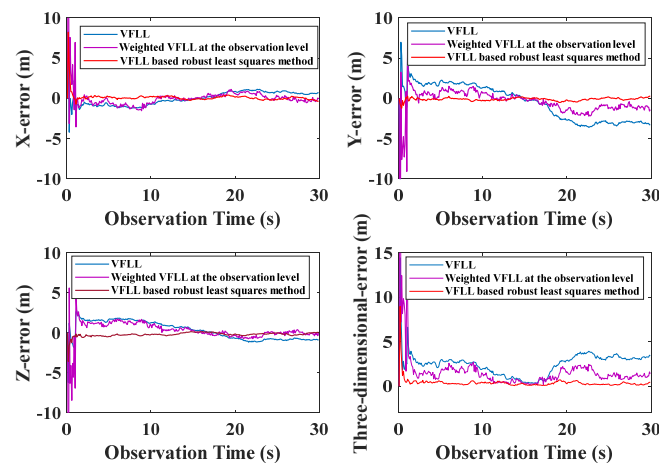 X-error (m)
10
5
0
-5
-10
VFLL
Weighted VFLL at the observation level
VFLL based robust least squares method
0
10
20
30
Observation Time (s)
Y-error (m)
10
5
0
-5
-10
VFLL
Weighted VFLL at the observation level
VFLL based robust least squares method
0
10
20
30
Observation Time (s)
Z-error (m)
10
5
0
-5
-10
VFLL
Weighted VFLL at the observation level
VFLL based robust least squares method
0
10
20
30
Observation Time (s)
Three-dimensional-error (m)
15
10
5
0
VFLL
Weighted VFLL at the observation level
VFLL based robust least squares method
0
10
20
30
Observation Time (s)